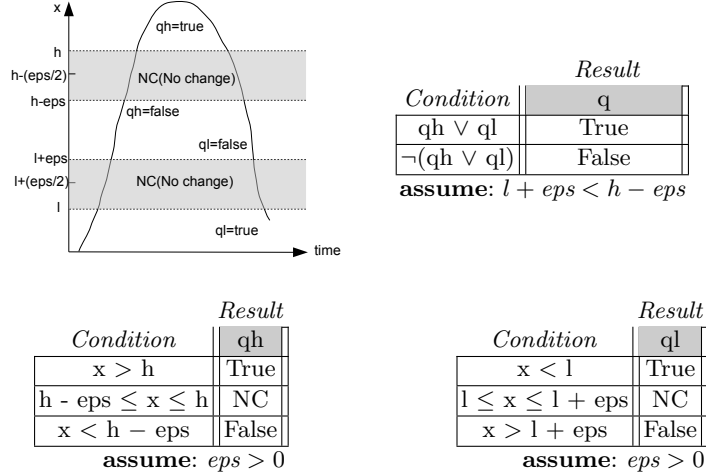 x
qh=true
h
h-(eps/2)
NC(No change)
h-eps
qh=false
ql=false
l+eps
l+(eps/2)
NC(No change)
l
ql=true
time
Result
Condition q
qh ∨ ql True
¬(qh ∨ ql) False
assume: l + eps < h − eps
Result
Condition qh
x > h True
h - eps ≤ x ≤ h NC
x < h − eps False
assume: eps > 0
Result
Condition ql
x < l True
l ≤ x ≤ l + eps NC
x > l + eps False
assume: eps > 0